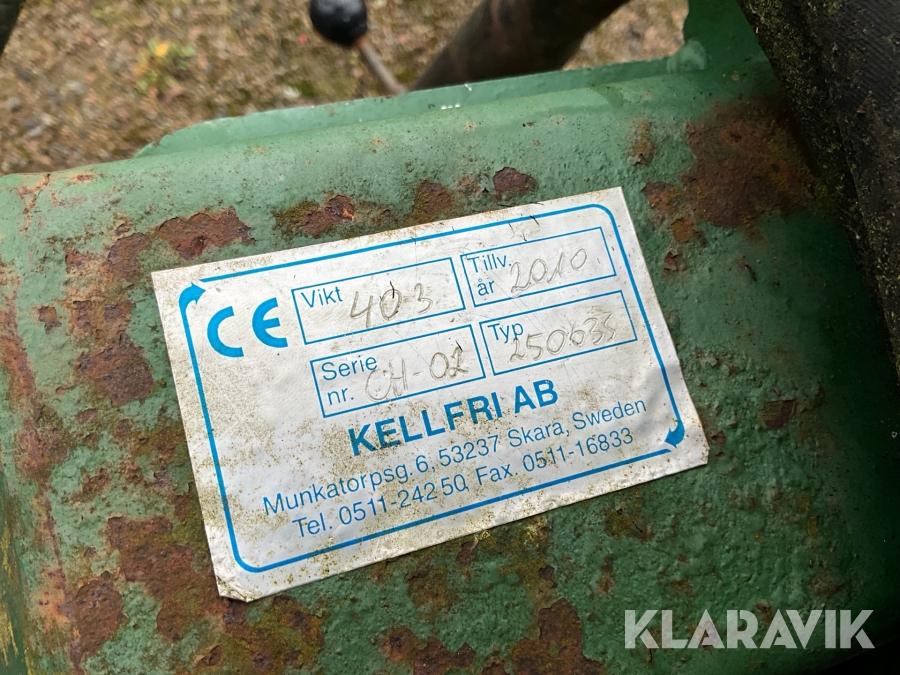 CE
Vikt 403
Tillv. år 2010
Serie nr. CH-02
Typ 250635
KELLFRI AB
Munkatorpsg. 6, 53237 Skara, Sweden
Tel. 0511-242 50. Fax. 0511-16833
KLARAVIK